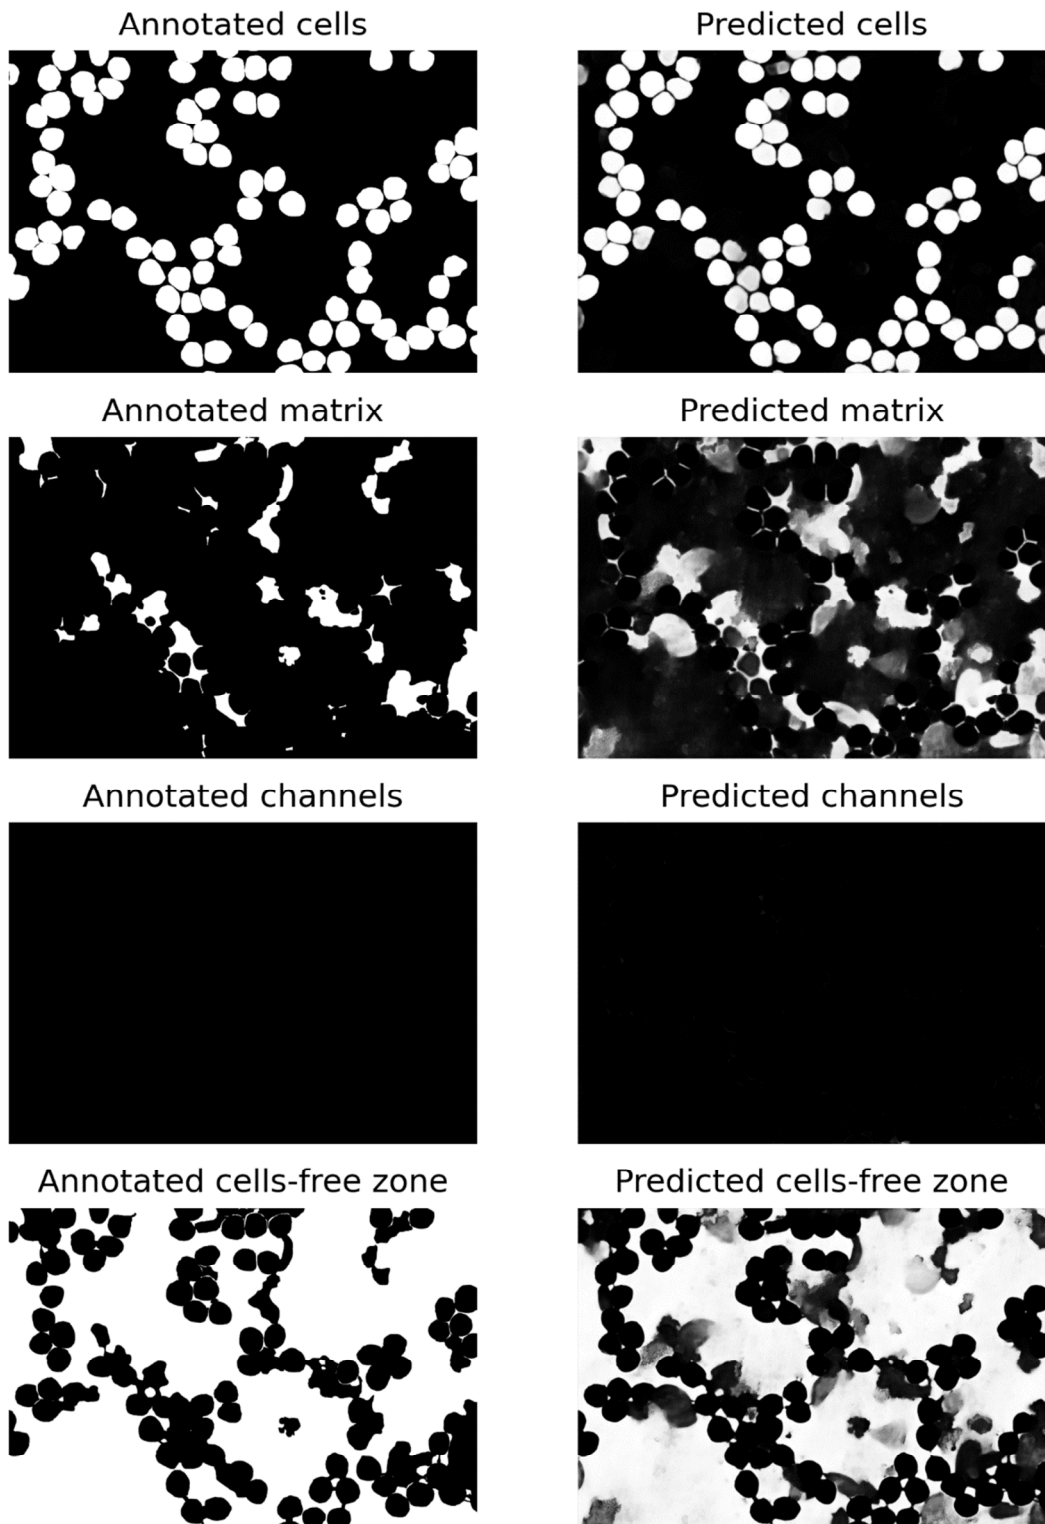 Annotated cells
Predicted cells
Annotated matrix
Predicted matrix
Annotated channels
Predicted channels
Annotated cells-free zone
Predicted cells-free zone